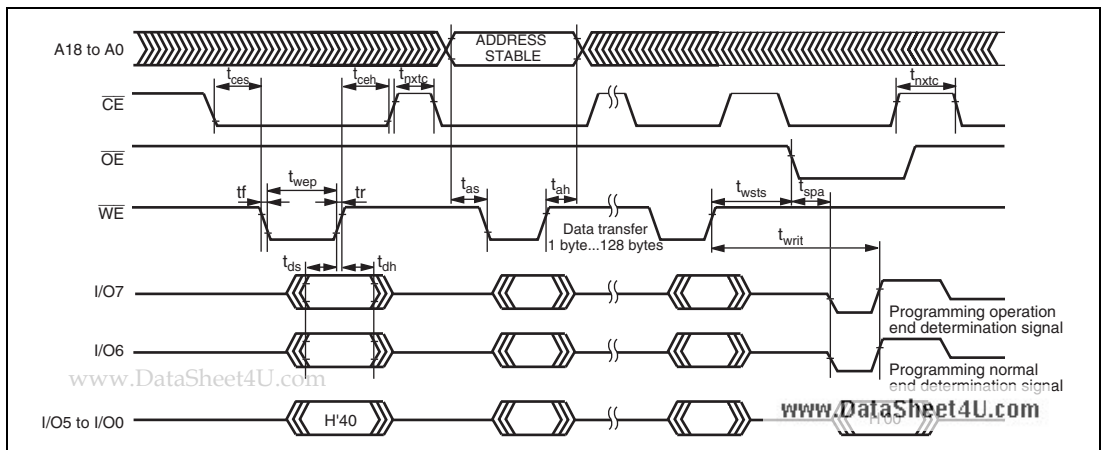 A18 to A0
ADDRESS
STABLE
tces
tceh
tnxtc
tnxtc
CE
OE
twep
tf
tr
tas
tah
twsts
tspa
WE
Data transfer
1 byte...128 bytes
twrit
tds
tdh
I/O7
Programming operation
end determination signal
I/O6
Programming normal
end determination signal
www.DataSheet4U.com
www.DataSheet4U.com
I/O5 to I/O0
H'40
H'00